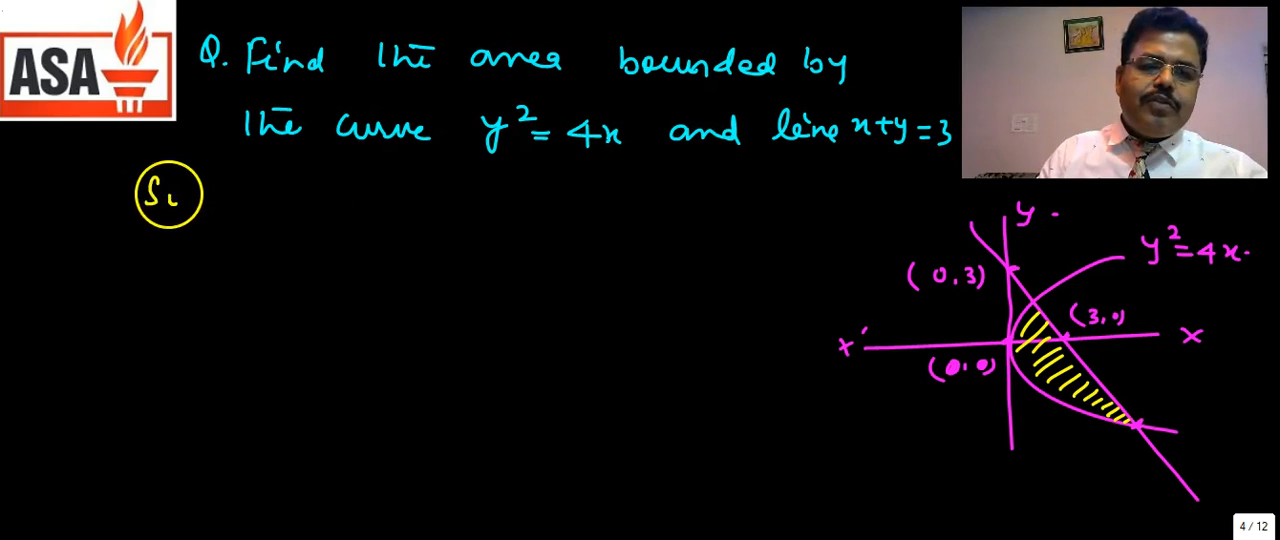 ASA
Q. Find the area bounded by
the curve y² = 4x and line x+y=3
y
y²=4x
(0,3)
(3,0)
x'
x
(0,0)
4 / 12